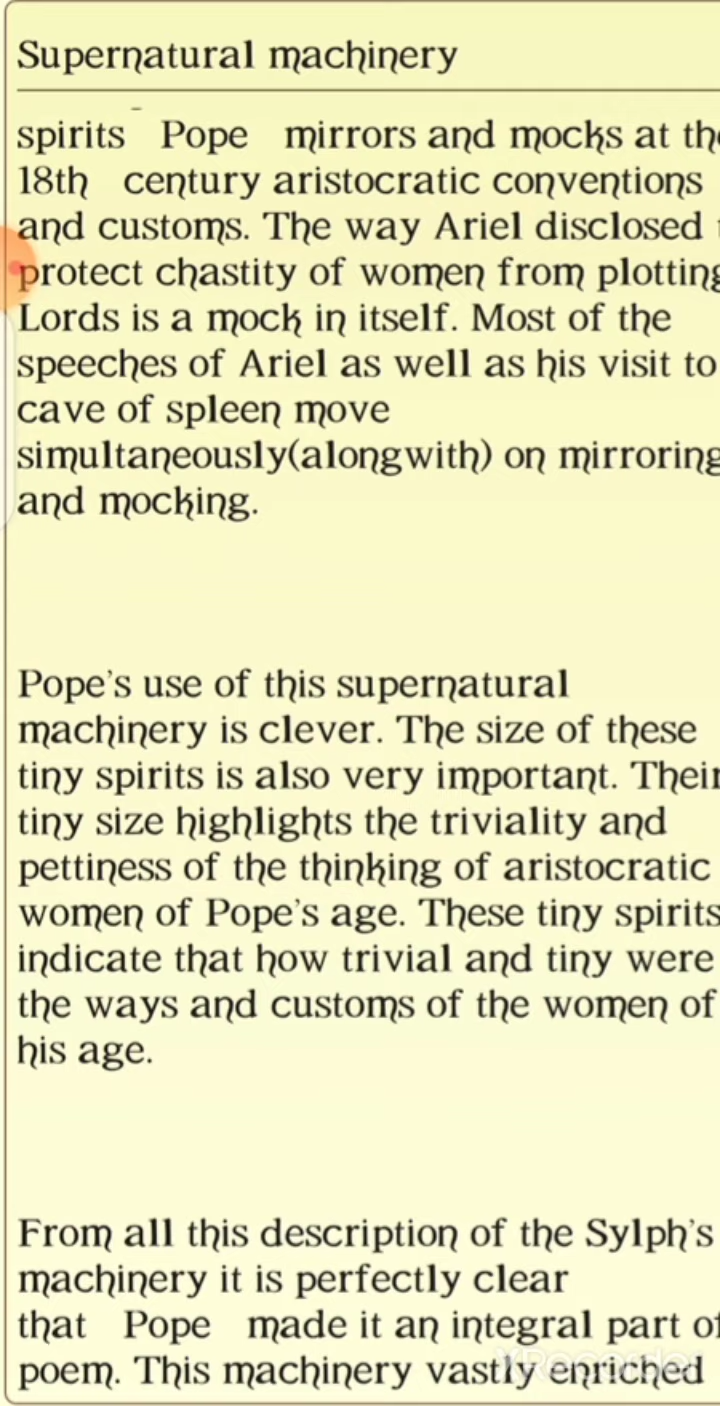 Supernatural machinery
spirits Pope mirrors and mocks at the
18th century aristocratic conventions
and customs. The way Ariel disclosed
protect chastity of women from plotting
Lords is a mock in itself. Most of the
speeches of Ariel as well as his visit to
cave of spleen move
simultaneously(alongwith) on mirroring
and mocking.
Pope's use of this supernatural
machinery is clever. The size of these
tiny spirits is also very important. Their
tiny size highlights the triviality and
pettiness of the thinking of aristocratic
women of Pope's age. These tiny spirits
indicate that how trivial and tiny were
the ways and customs of the women of
his age.
From all this description of the Sylph's
machinery it is perfectly clear
that Pope made it an integral part of
poem. This machinery vastly enriched
XRecorder